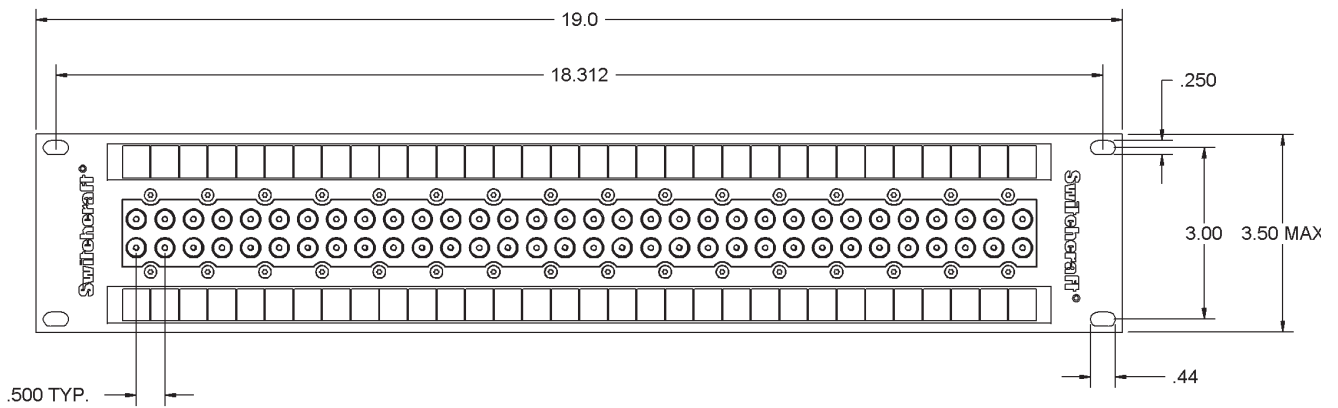 19.0
18.312
.250
Switchcraft®
Switchcraft®
3.00
3.50 MAX
.500 TYP.
.44